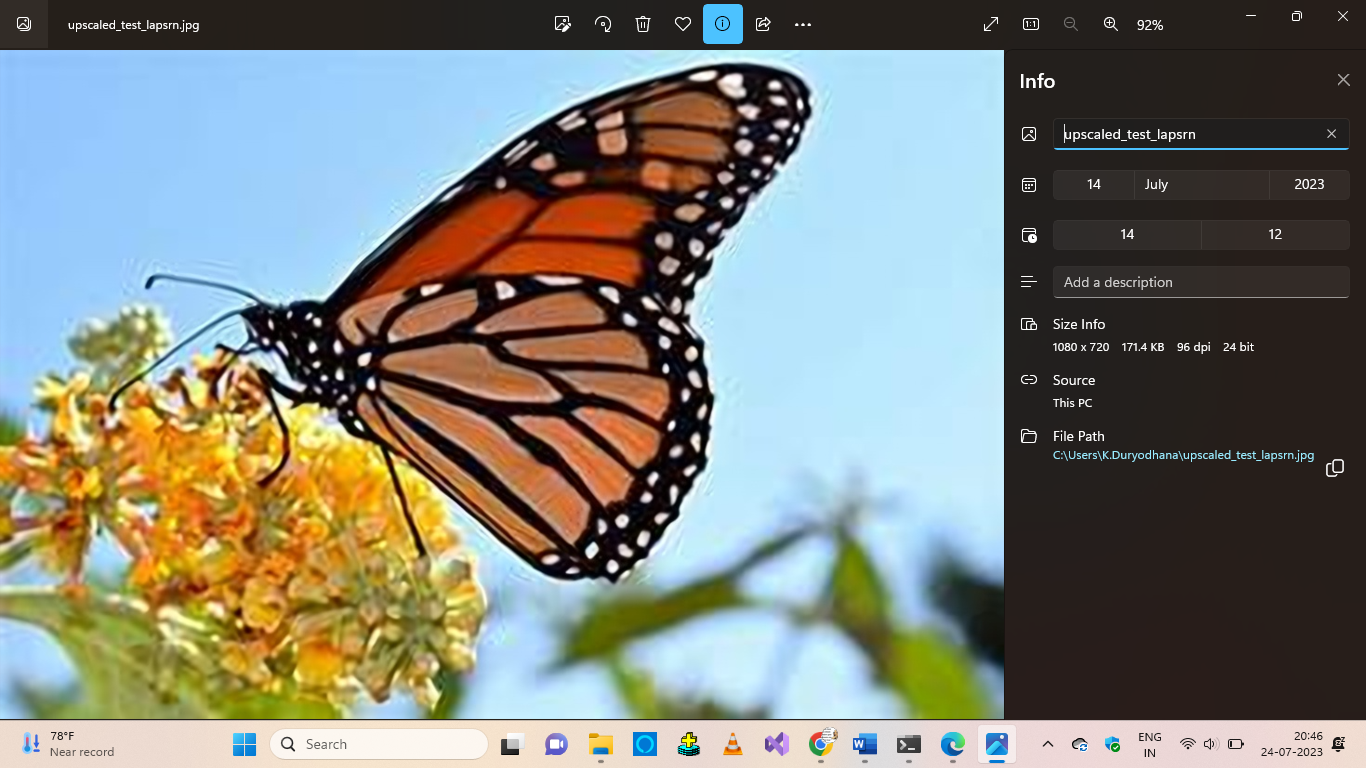 upscaled_test_lapsrn.jpg
1:1
92%
Info
upscaled_test_lapsrn
14 July 2023
14 12
Add a description
Size Info
1080 x 720 171.4 KB 96 dpi 24 bit
Source
This PC
File Path
C:\Users\K.Duryodhana\upscaled_test_lapsrn.jpg
78°F
Near record
Search
ENG
IN
20:46
24-07-2023